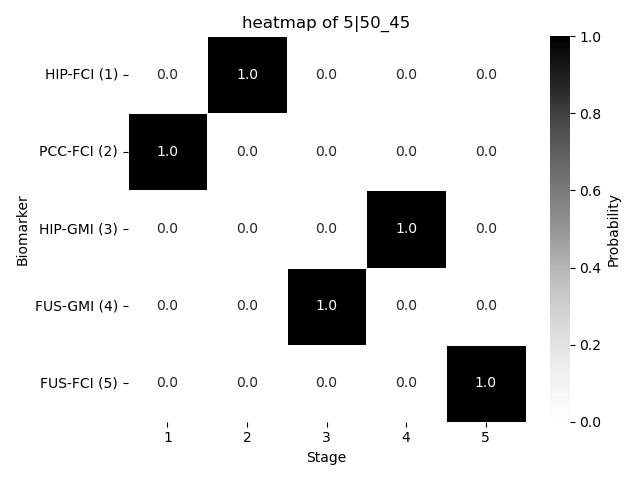 heatmap of 5|50_45
Biomarker
HIP-FCI (1) 0.0 1.0 0.0 0.0 0.0
PCC-FCI (2) 1.0 0.0 0.0 0.0 0.0
HIP-GMI (3) 0.0 0.0 0.0 1.0 0.0
FUS-GMI (4) 0.0 0.0 1.0 0.0 0.0
FUS-FCI (5) 0.0 0.0 0.0 0.0 1.0
1 2 3 4 5
Stage
1.0
0.8
0.6
0.4
0.2
0.0
Probability